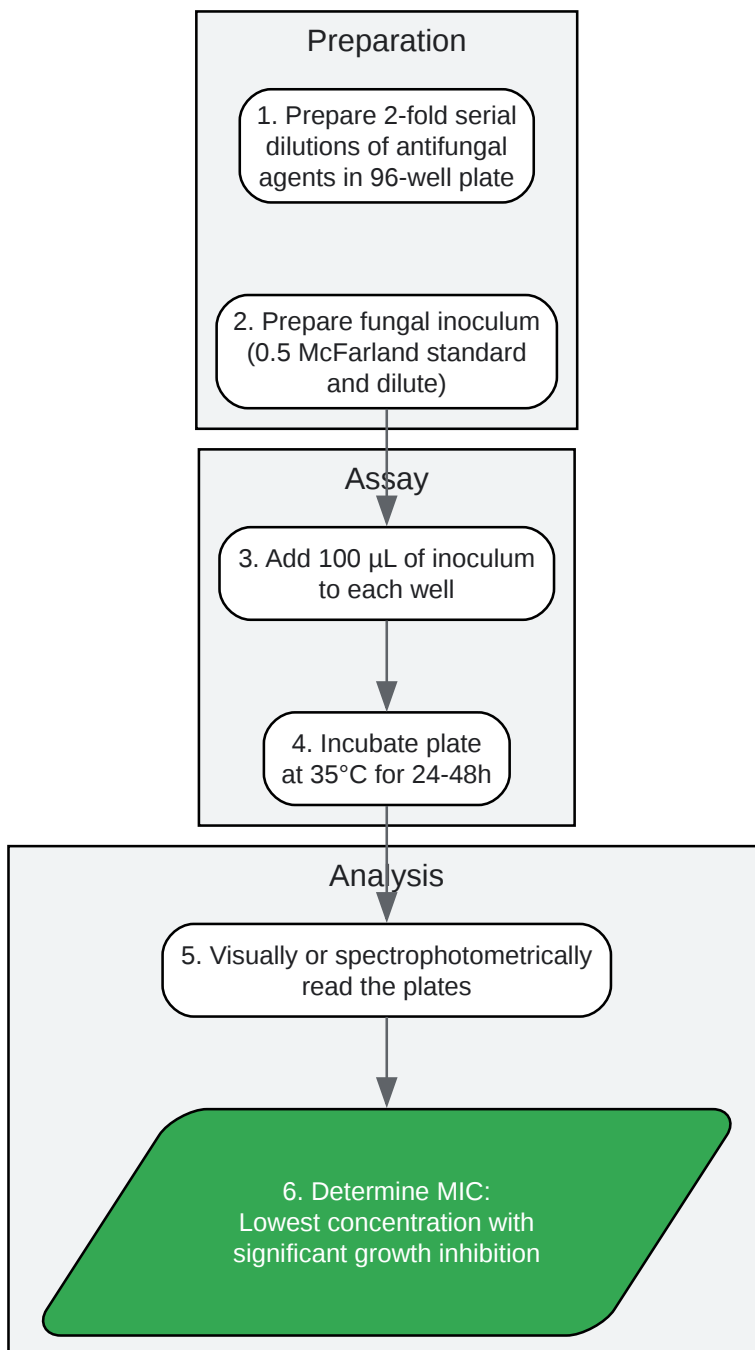 Preparation
1. Prepare 2-fold serial
dilutions of antifungal
agents in 96-well plate
2. Prepare fungal inoculum
(0.5 McFarland standard
and dilute)
Assay
3. Add 100 µL of inoculum
to each well
4. Incubate plate
at 35°C for 24-48h
Analysis
5. Visually or spectrophotometrically
read the plates
6. Determine MIC:
Lowest concentration with
significant growth inhibition